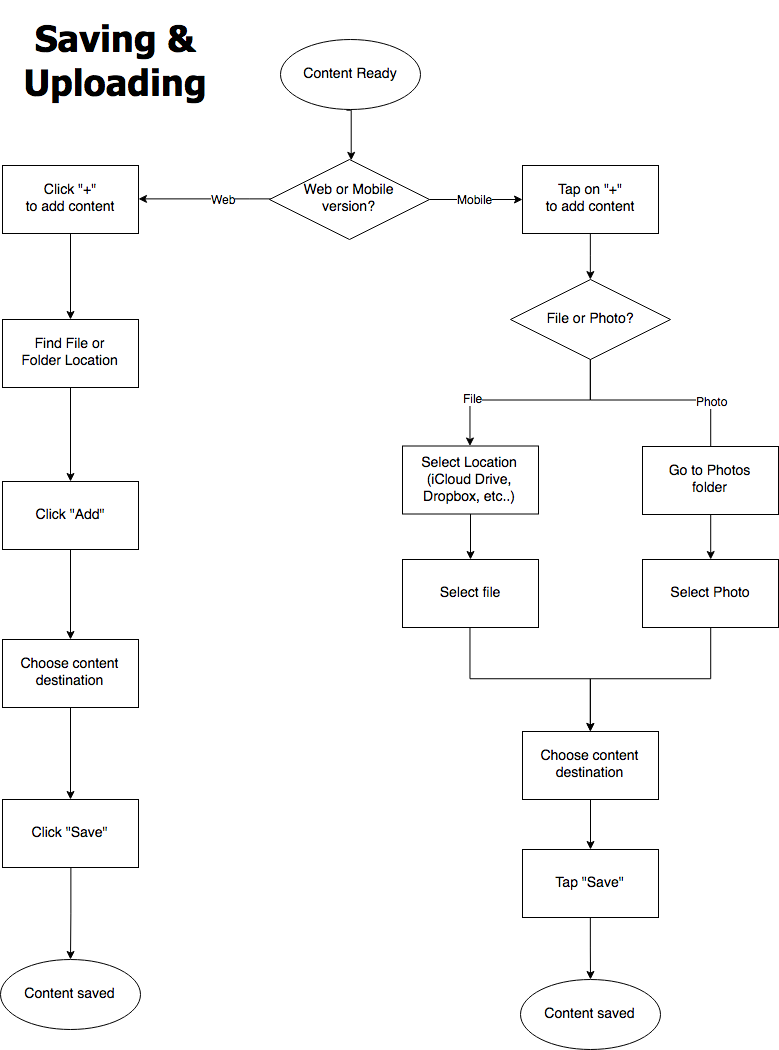 Saving &
Uploading
Content Ready
Web or Mobile
version?
Web
Mobile
Click "+"
to add content
Find File or
Folder Location
Click "Add"
Choose content
destination
Click "Save"
Content saved
Tap on "+"
to add content
File or Photo?
File
Photo
Select Location
(iCloud Drive,
Dropbox, etc..)
Select file
Go to Photos
folder
Select Photo
Choose content
destination
Tap "Save"
Content saved